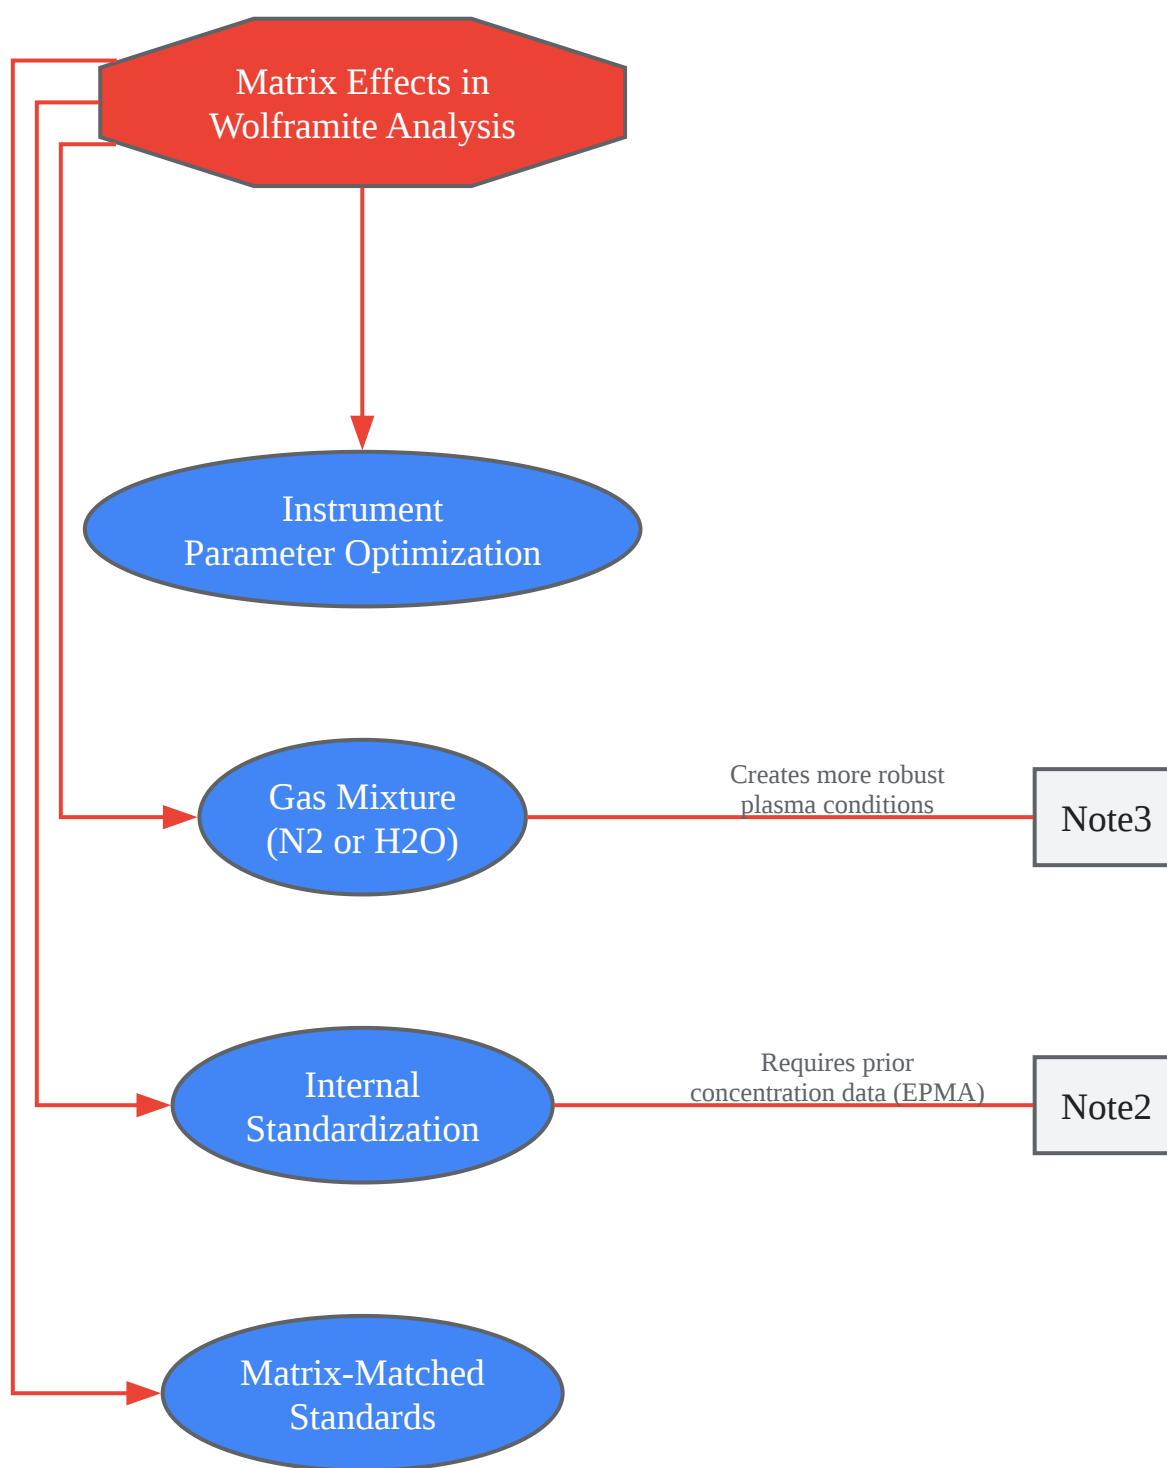 Matrix Effects in
Wolframite Analysis
Instrument
Parameter Optimization
Gas Mixture
(N2 or H2O)
Creates more robust
plasma conditions
Note3
Internal
Standardization
Requires prior
concentration data (EPMA)
Note2
Matrix-Matched
Standards